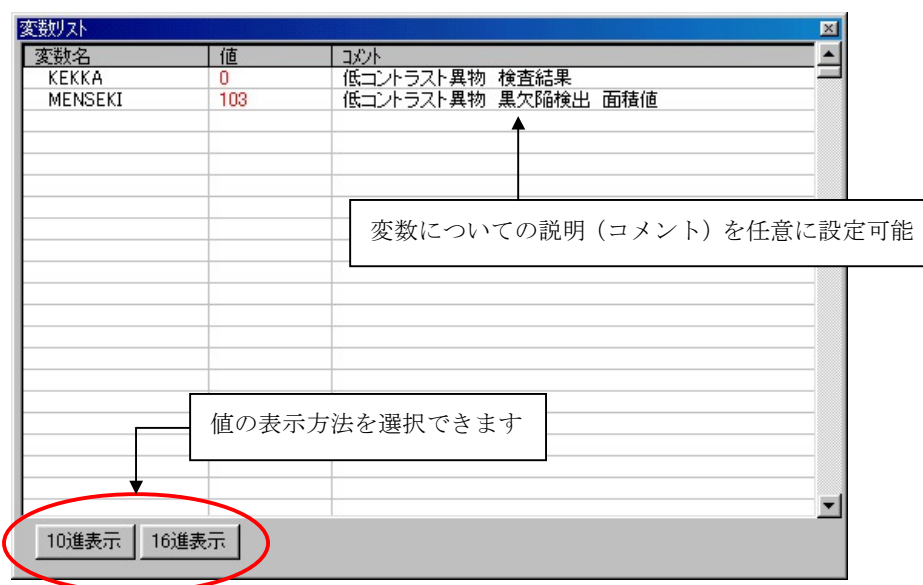 変数リスト
変数名 値 コメント
KEKKA 0 低コントラスト異物 検査結果
MENSEKI 103 低コントラスト異物 黒欠陥検出 面積値
変数についての説明（コメント）を任意に設定可能
値の表示方法を選択できます
10進表示 16進表示